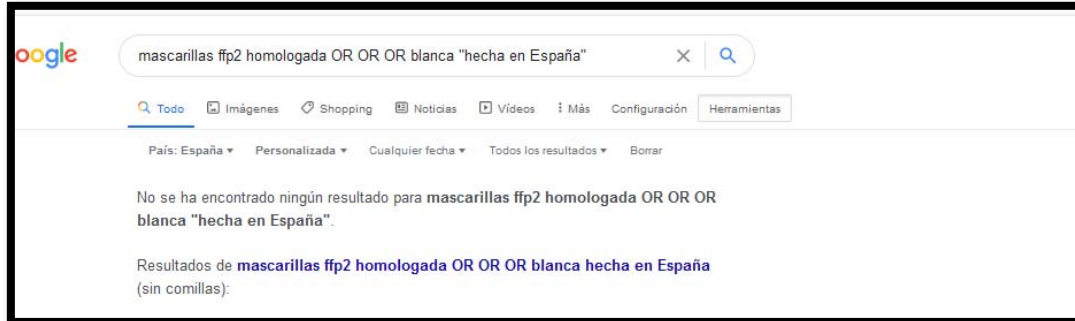 oogle
mascarillas ffp2 homologada OR OR OR blanca "hecha en España"
Todo Imágenes Shopping Noticias Vídeos Más Configuración Herramientas
País: España Personalizada Cualquier fecha Todos los resultados Borrar
No se ha encontrado ningún resultado para mascarillas ffp2 homologada OR OR OR
blanca "hecha en España".
Resultados de mascarillas ffp2 homologada OR OR OR blanca hecha en España
(sin comillas):